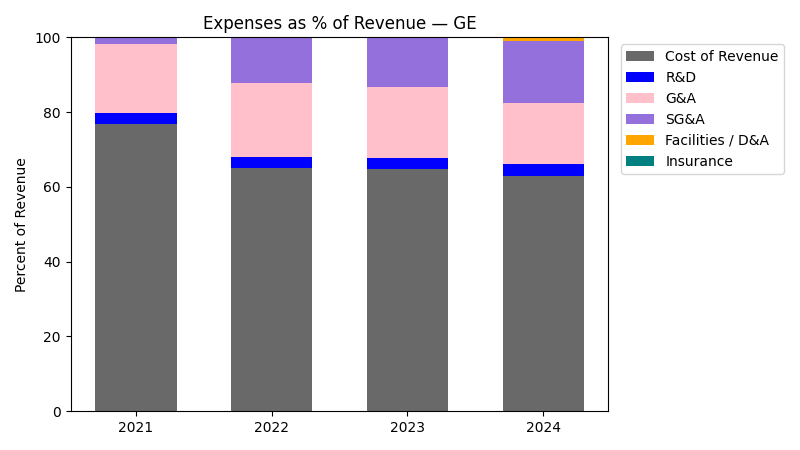 Expenses as % of Revenue — GE
Percent of Revenue
100
80
60
40
20
0
2021
2022
2023
2024
Cost of Revenue
R&D
G&A
SG&A
Facilities / D&A
Insurance